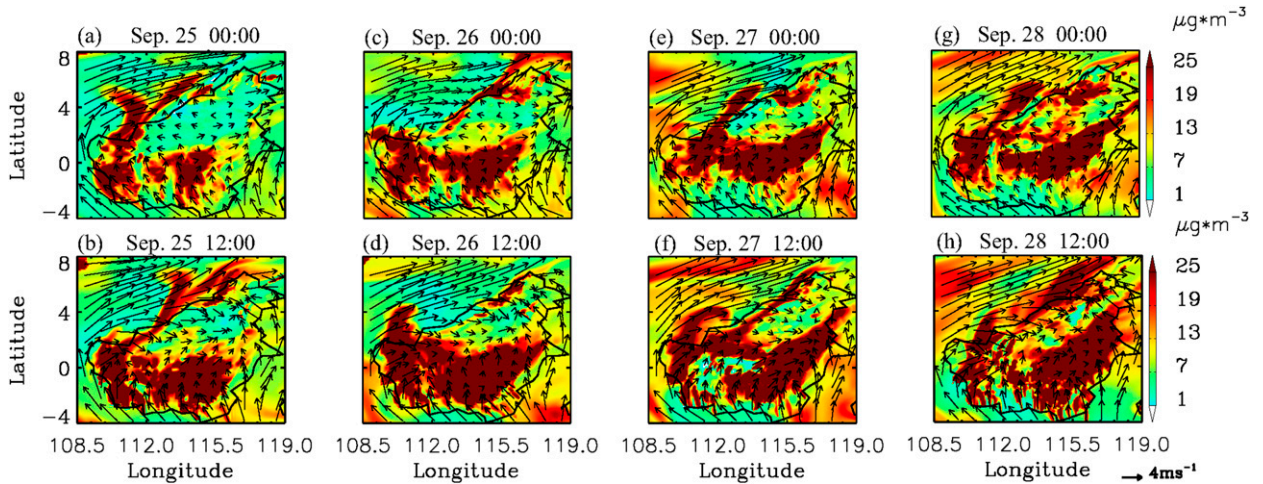 (a) Sep. 25 00:00
(c) Sep. 26 00:00
(e) Sep. 27 00:00
(g) Sep. 28 00:00
μg*m⁻³
8
4
0
−4
Latitude
25
19
13
7
1
(b) Sep. 25 12:00
(d) Sep. 26 12:00
(f) Sep. 27 12:00
(h) Sep. 28 12:00
μg*m⁻³
8
4
0
−4
Latitude
25
19
13
7
1
108.5 112.0 115.5 119.0
108.5 112.0 115.5 119.0
108.5 112.0 115.5 119.0
108.5 112.0 115.5 119.0
Longitude
Longitude
Longitude
Longitude
4ms⁻¹